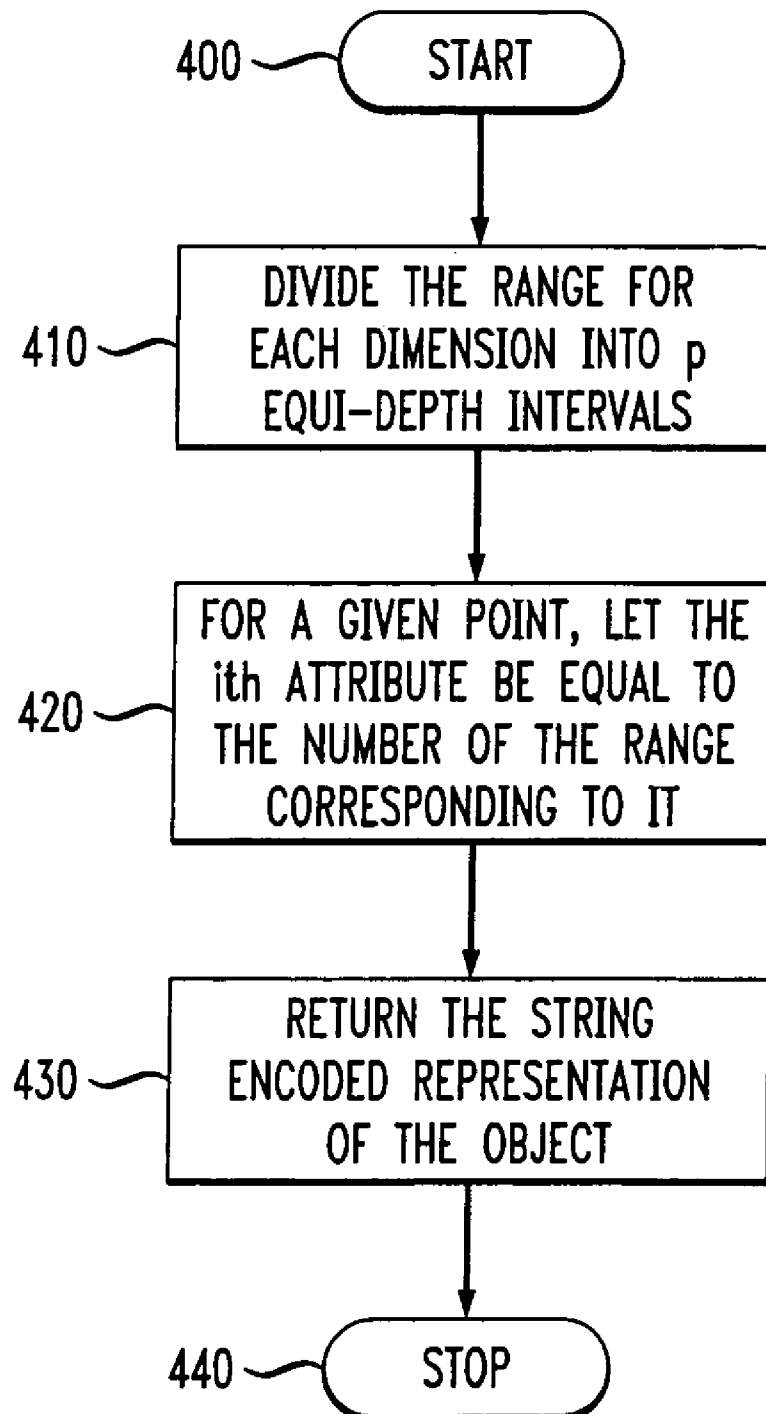 400
START
410
DIVIDE THE RANGE FOR
EACH DIMENSION INTO p
EQUI-DEPTH INTERVALS
420
FOR A GIVEN POINT, LET THE
ith ATTRIBUTE BE EQUAL TO
THE NUMBER OF THE RANGE
CORRESPONDING TO IT
430
RETURN THE STRING
ENCODED REPRESENTATION
OF THE OBJECT
440
STOP